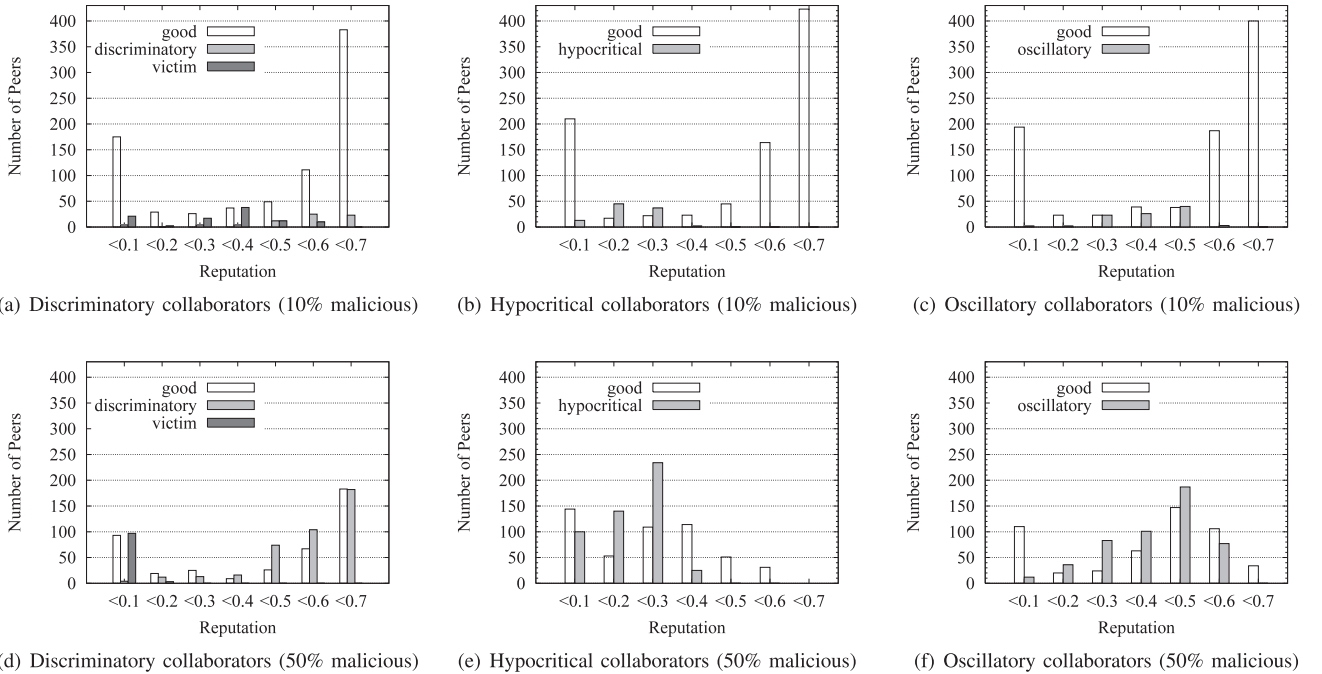 400
350
300
250
200
150
100
50
0
Number of Peers
good
discriminatory
victim
<0.1 <0.2 <0.3 <0.4 <0.5 <0.6 <0.7
Reputation
(a) Discriminatory collaborators (10% malicious)
400
350
300
250
200
150
100
50
0
Number of Peers
good
hypocritical
<0.1 <0.2 <0.3 <0.4 <0.5 <0.6 <0.7
Reputation
(b) Hypocritical collaborators (10% malicious)
400
350
300
250
200
150
100
50
0
Number of Peers
good
oscillatory
<0.1 <0.2 <0.3 <0.4 <0.5 <0.6 <0.7
Reputation
(c) Oscillatory collaborators (10% malicious)
400
350
300
250
200
150
100
50
0
Number of Peers
good
discriminatory
victim
<0.1 <0.2 <0.3 <0.4 <0.5 <0.6 <0.7
Reputation
(d) Discriminatory collaborators (50% malicious)
400
350
300
250
200
150
100
50
0
Number of Peers
good
hypocritical
<0.1 <0.2 <0.3 <0.4 <0.5 <0.6 <0.7
Reputation
(e) Hypocritical collaborators (50% malicious)
400
350
300
250
200
150
100
50
0
Number of Peers
good
oscillatory
<0.1 <0.2 <0.3 <0.4 <0.5 <0.6 <0.7
Reputation
(f) Oscillatory collaborators (50% malicious)